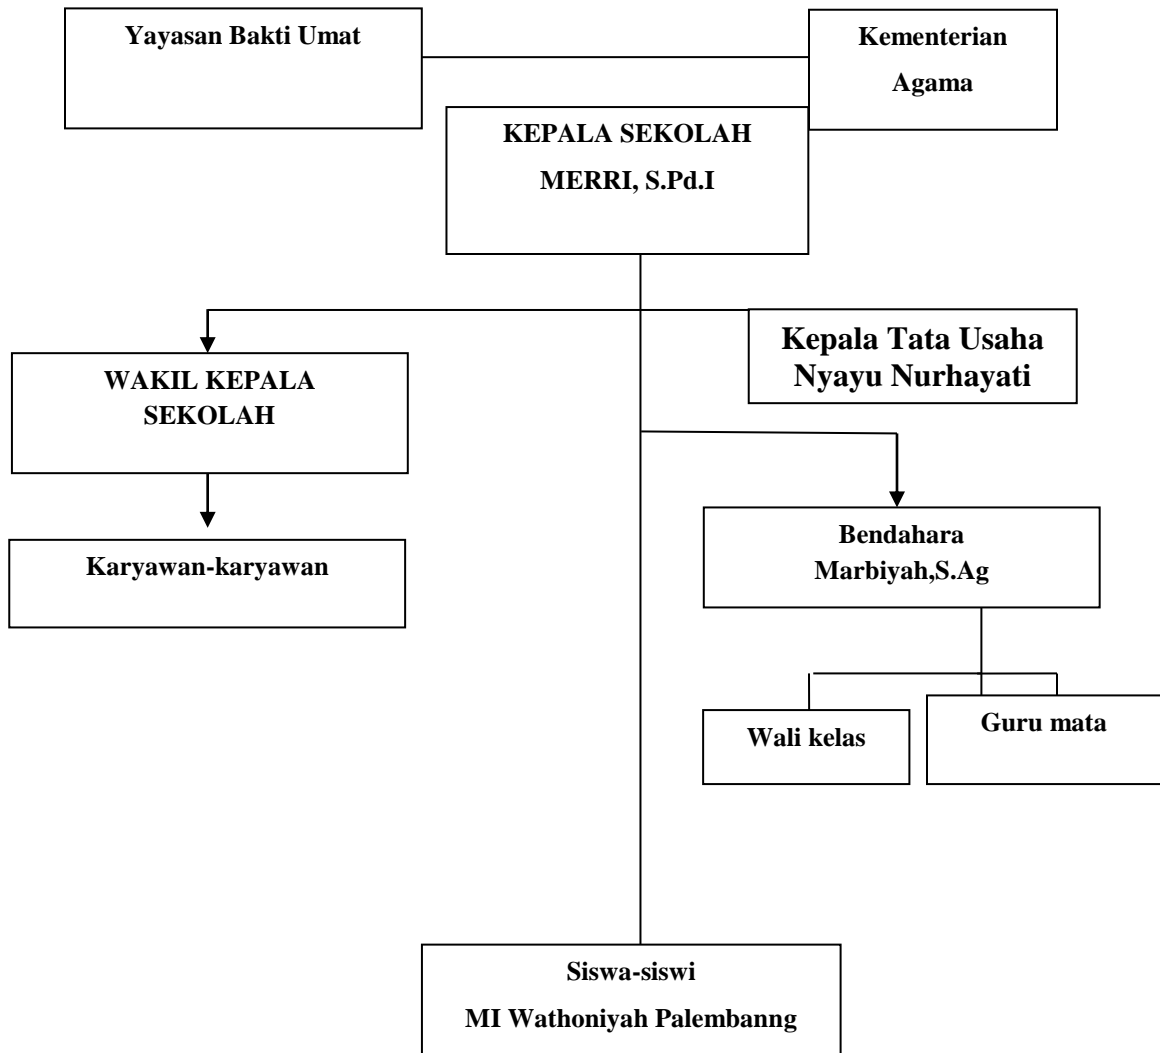 Yayasan Bakti Umat
Kementerian
Agama
KEPALA SEKOLAH
MERRI, S.Pd.I
Kepala Tata Usaha
Nyayu Nurhayati
WAKIL KEPALA
SEKOLAH
Bendahara
Marbiyah,S.Ag
Karyawan-karyawan
Wali kelas
Guru mata
Siswa-siswi
MI Wathoniyah Palembanng